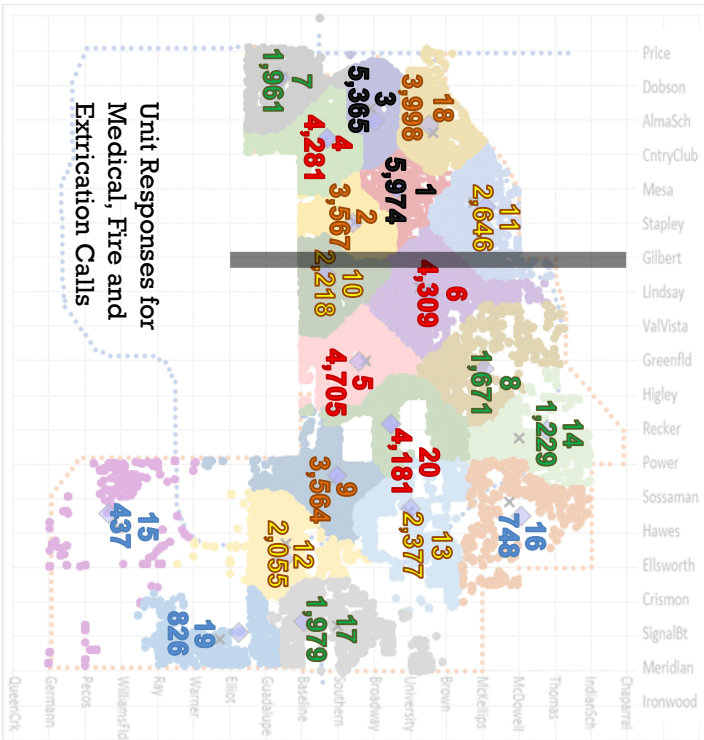 Price
Dobson
AlmaSch
CntryClub
Mesa
Stapley
Gilbert
Lindsay
ValVista
Greenfld
Higley
Recker
Power
Sossaman
Hawes
Ellsworth
Crismon
SignalBt
Meridian
Ironwood
Chaparral
IndianSch
Thomas
McDowell
Mckellips
Brown
University
Broadway
Southern
Baseline
Guadalupe
Elliot
Warner
Ray
WilliamsFld
Pecos
Germann
QueenCrk
Unit Responses for
Medical, Fire and
Extrication Calls
7
1,961
3
5,365
18
3,998
4
4,281
1
5,974
11
2,646
2
3,567
10
2,218
6
4,309
5
4,705
8
1,671
14
1,229
20
4,181
9
3,564
13
2,377
16
748
15
437
12
2,055
19
826
17
1,979